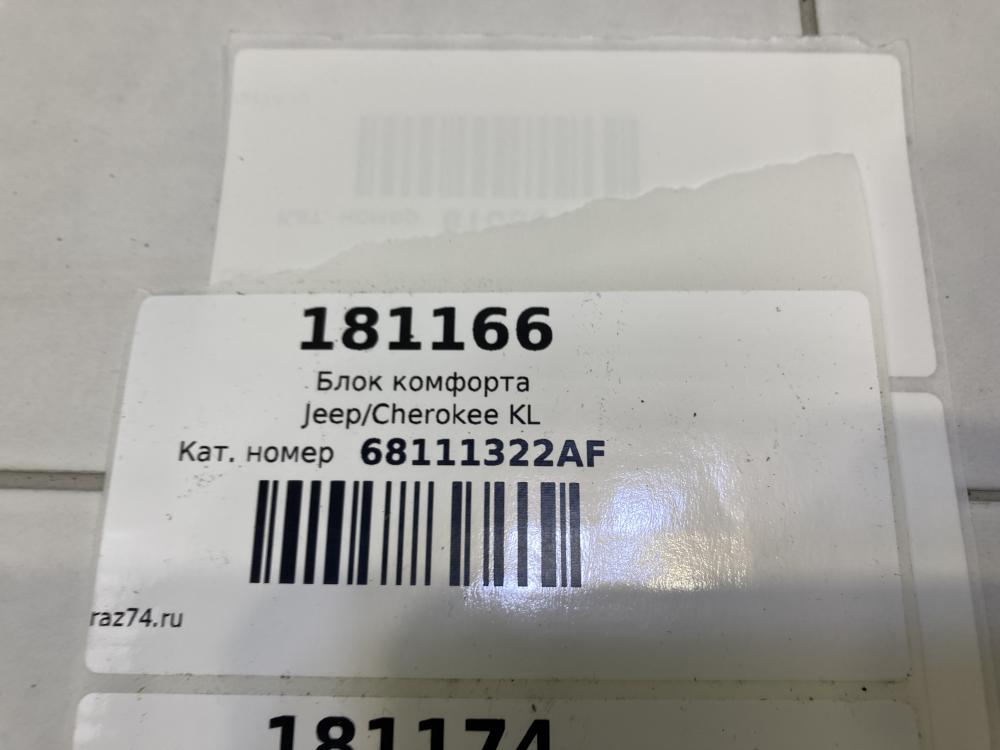 181166
Блок комфорта
Jeep/Cherokee KL
Кат. номер 68111322AF
raz74.ru
181174